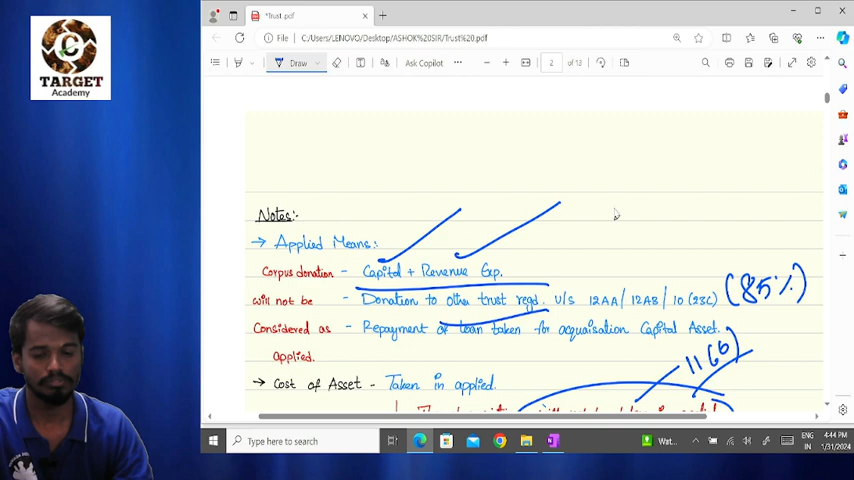 *Trust.pdf
File
C:/Users/LENOVO/Desktop/ASHOK%20SIR/Trust%20.pdf
Draw
Ask Copilot
2
of 13
C
TARGET
Academy
Notes:-
→ Applied Means:
Corpus donation - Capital + Revenue Exp.
will not be - Donation to other trust regd. U/S 12AA/ 12AB/ 10 (23C) (85%)
Considered as - Repayment of loan taken for acquaisation Capital Asset.
applied.
11(6)
→ Cost of Asset - Taken in applied.
Type here to search
Wat...
ENG
IN
4:44 PM
1/31/2024